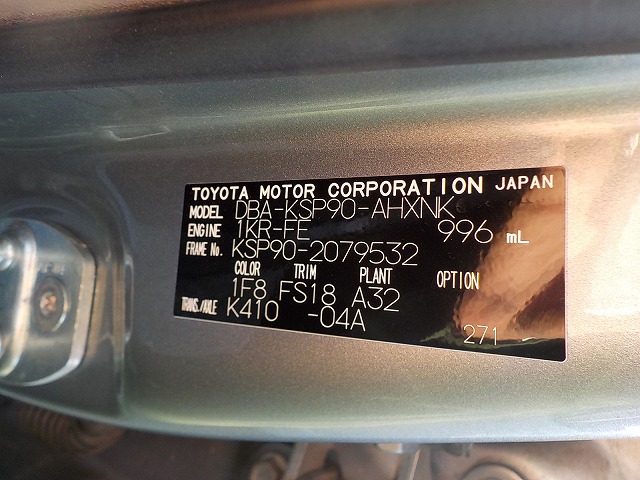 TOYOTA MOTOR CORPORATION JAPAN
MODEL DBA-KSP90-AHXNK
ENGINE 1KR-FE 996 mL
FRAME No. KSP90-2079532
COLOR TRIM PLANT OPTION
1F8 FS18 A32
TRANS./AXLE K410 -04A
271